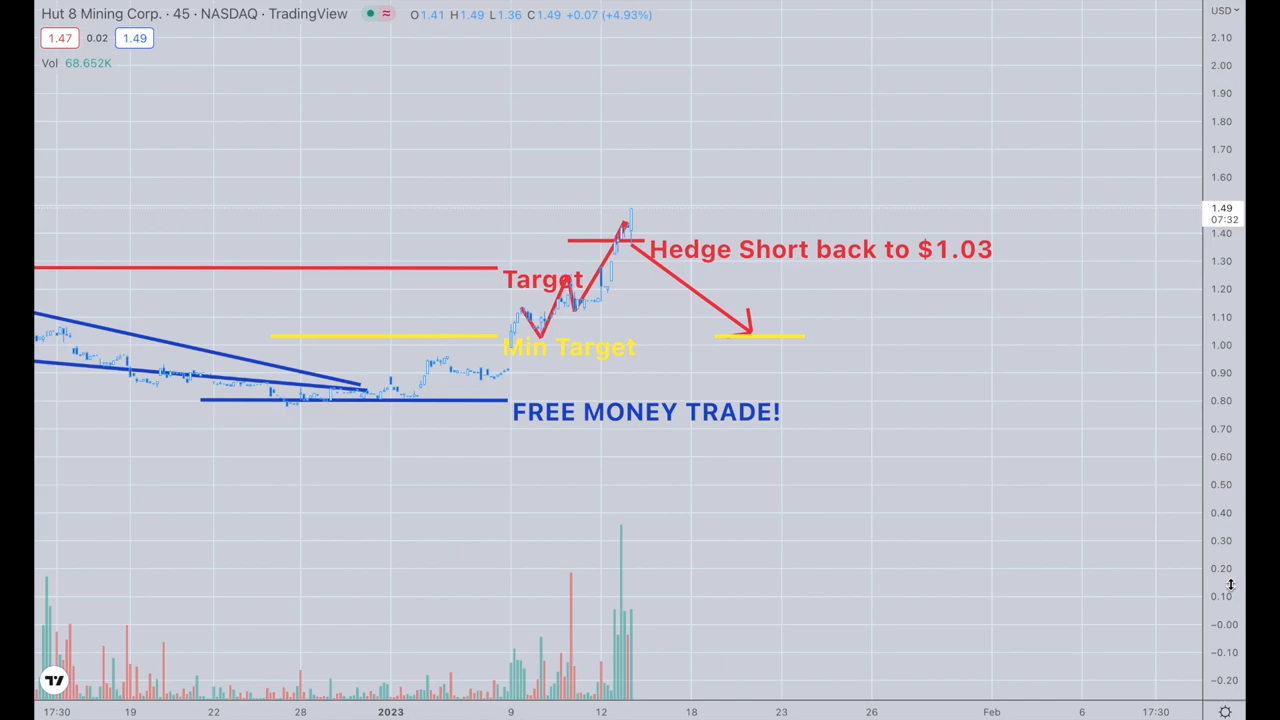 Hut 8 Mining Corp. · 45 · NASDAQ · TradingView O1.41 H1.49 L1.36 C1.49 +0.07 (+4.93%)
USD
1.47 0.02 1.49
Vol 68.652K
2.10
2.00
1.90
1.80
1.70
1.60
1.49
07:32
1.40
1.30
1.20
1.10
1.00
0.90
0.80
0.70
0.60
0.50
0.40
0.30
0.20
0.10
−0.00
−0.10
−0.20
Hedge Short back to $1.03
Target
Min Target
FREE MONEY TRADE!
17:30 19 22 28 2023 9 12 18 23 26 Feb 6 17:30